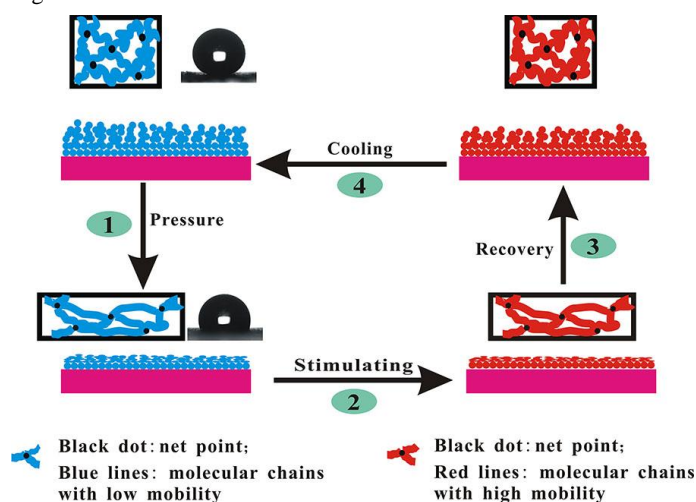 Cooling
4
1
Pressure
Recovery
3
Stimulating
2
Black dot: net point;
Blue lines: molecular chains
with low mobility
Black dot: net point;
Red lines: molecular chains
with high mobility